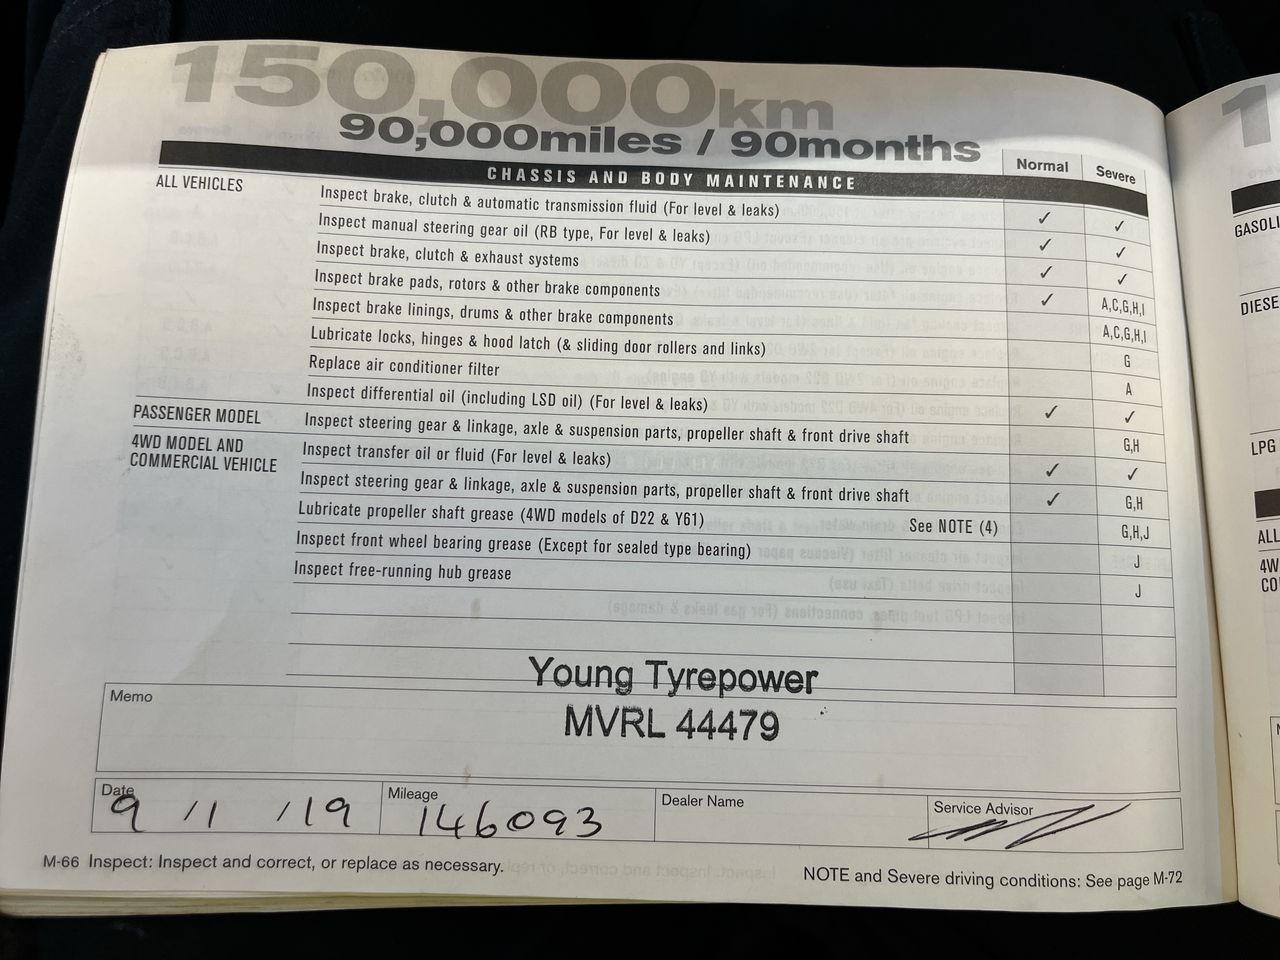 150,000km
90,000miles / 90months
CHASSIS AND BODY MAINTENANCE Normal Severe
ALL VEHICLES Inspect brake, clutch & automatic transmission fluid (For level & leaks) ✓ ✓
Inspect manual steering gear oil (RB type, For level & leaks) ✓ ✓
Inspect brake, clutch & exhaust systems ✓ ✓
Inspect brake pads, rotors & other brake components ✓ A,C,G,H,I
Inspect brake linings, drums & other brake components A,C,G,H,I
Lubricate locks, hinges & hood latch (& sliding door rollers and links) G
Replace air conditioner filter A
Inspect differential oil (including LSD oil) (For level & leaks) ✓ ✓
PASSENGER MODEL Inspect steering gear & linkage, axle & suspension parts, propeller shaft & front drive shaft G,H
4WD MODEL AND Inspect transfer oil or fluid (For level & leaks) ✓ ✓
COMMERCIAL VEHICLE Inspect steering gear & linkage, axle & suspension parts, propeller shaft & front drive shaft ✓ G,H
Lubricate propeller shaft grease (4WD models of D22 & Y61) See NOTE (4) G,H,J
Inspect front wheel bearing grease (Except for sealed type bearing) J
Inspect free-running hub grease J
Young Tyrepower
MVRL 44479
Memo
Date Mileage Dealer Name Service Advisor
9 /1 /19 146093
M-66 Inspect: Inspect and correct, or replace as necessary.
NOTE and Severe driving conditions: See page M-72
1
GASOLI
DIESE
LPG
ALL
4W
CO